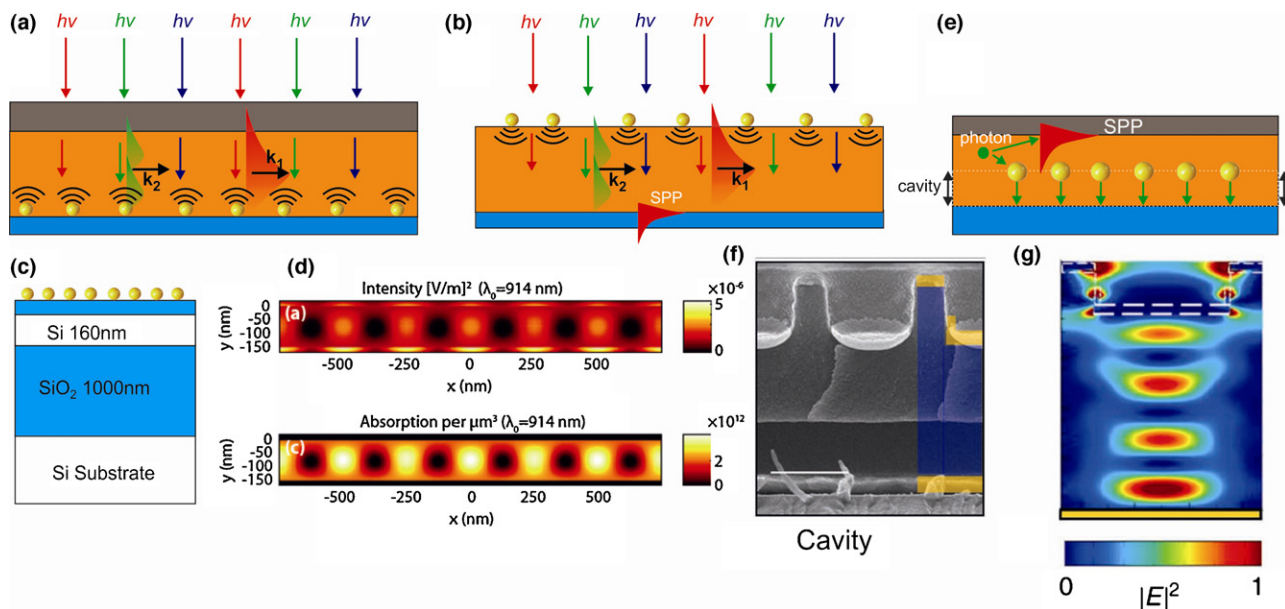 (a)
hν hν hν hν hν hν
k₂
k₁
(b)
hν hν hν hν hν hν
k₂
k₁
SPP
(e)
SPP
photon
cavity
(c)
Si 160nm
SiO₂ 1000nm
Si Substrate
(d)
Intensity [V/m]² (λ₀=914 nm)
(a)
y (nm)
0
-50
-100
-150
-500 -250 0 250 500
x (nm)
×10⁻⁶
5
0
Absorption per µm³ (λ₀=914 nm)
(c)
y (nm)
0
-50
-100
-150
-500 -250 0 250 500
x (nm)
×10¹²
2
0
(f)
Cavity
(g)
0 1
|E|²